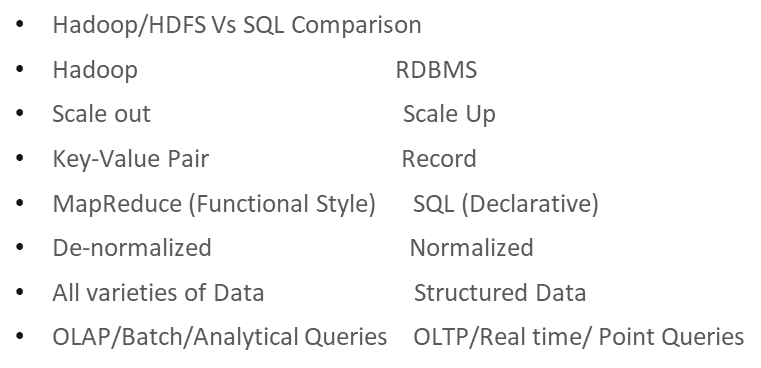 • Hadoop/HDFS Vs SQL Comparison
• Hadoop RDBMS
• Scale out Scale Up
• Key-Value Pair Record
• MapReduce (Functional Style) SQL (Declarative)
• De-normalized Normalized
• All varieties of Data Structured Data
• OLAP/Batch/Analytical Queries OLTP/Real time/ Point Queries